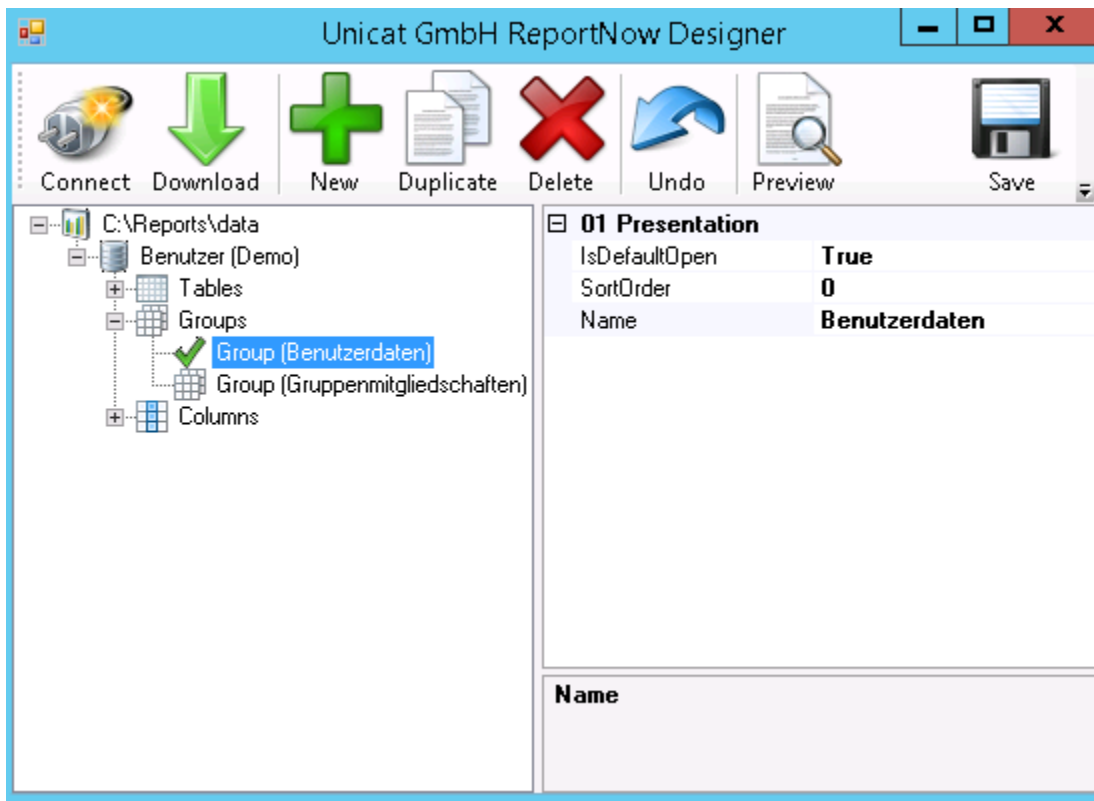 Unicat GmbH ReportNow Designer
Connect Download New Duplicate Delete Undo Preview Save
C:\Reports\data
Benutzer (Demo)
Tables
Groups
Group (Benutzerdaten)
Group (Gruppenmitgliedschaften)
Columns
01 Presentation
IsDefaultOpen True
SortOrder 0
Name Benutzerdaten
Name